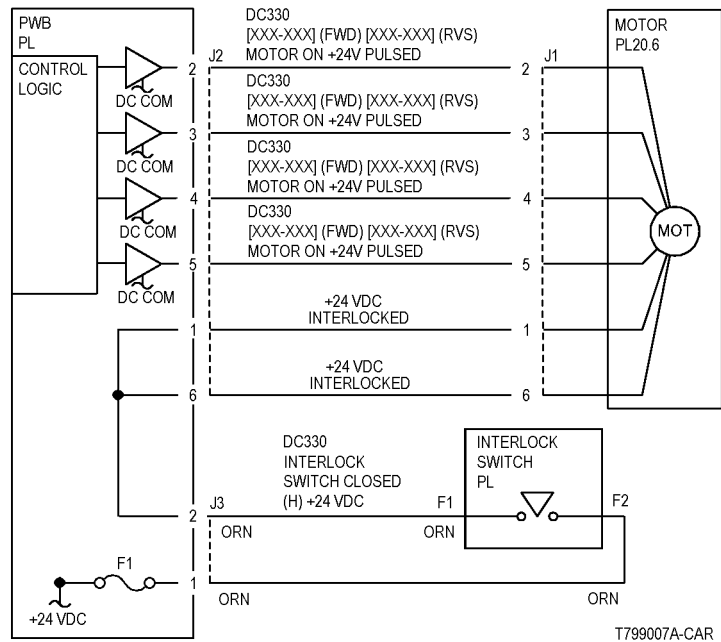 PWB
PL
CONTROL
LOGIC
DC COM
DC COM
DC COM
DC COM
J2
J1
DC330
[XXX-XXX] (FWD) [XXX-XXX] (RVS)
MOTOR ON +24V PULSED
2
2
DC330
[XXX-XXX] (FWD) [XXX-XXX] (RVS)
MOTOR ON +24V PULSED
3
3
DC330
[XXX-XXX] (FWD) [XXX-XXX] (RVS)
MOTOR ON +24V PULSED
4
4
DC330
[XXX-XXX] (FWD) [XXX-XXX] (RVS)
MOTOR ON +24V PULSED
5
5
+24 VDC
INTERLOCKED
1
1
+24 VDC
INTERLOCKED
6
6
MOTOR
PL20.6
MOT
DC330
INTERLOCK
SWITCH CLOSED
(H) +24 VDC
2
J3
ORN
F1
ORN
INTERLOCK
SWITCH
PL
F2
F1
1
+24 VDC
ORN
ORN
T799007A-CAR